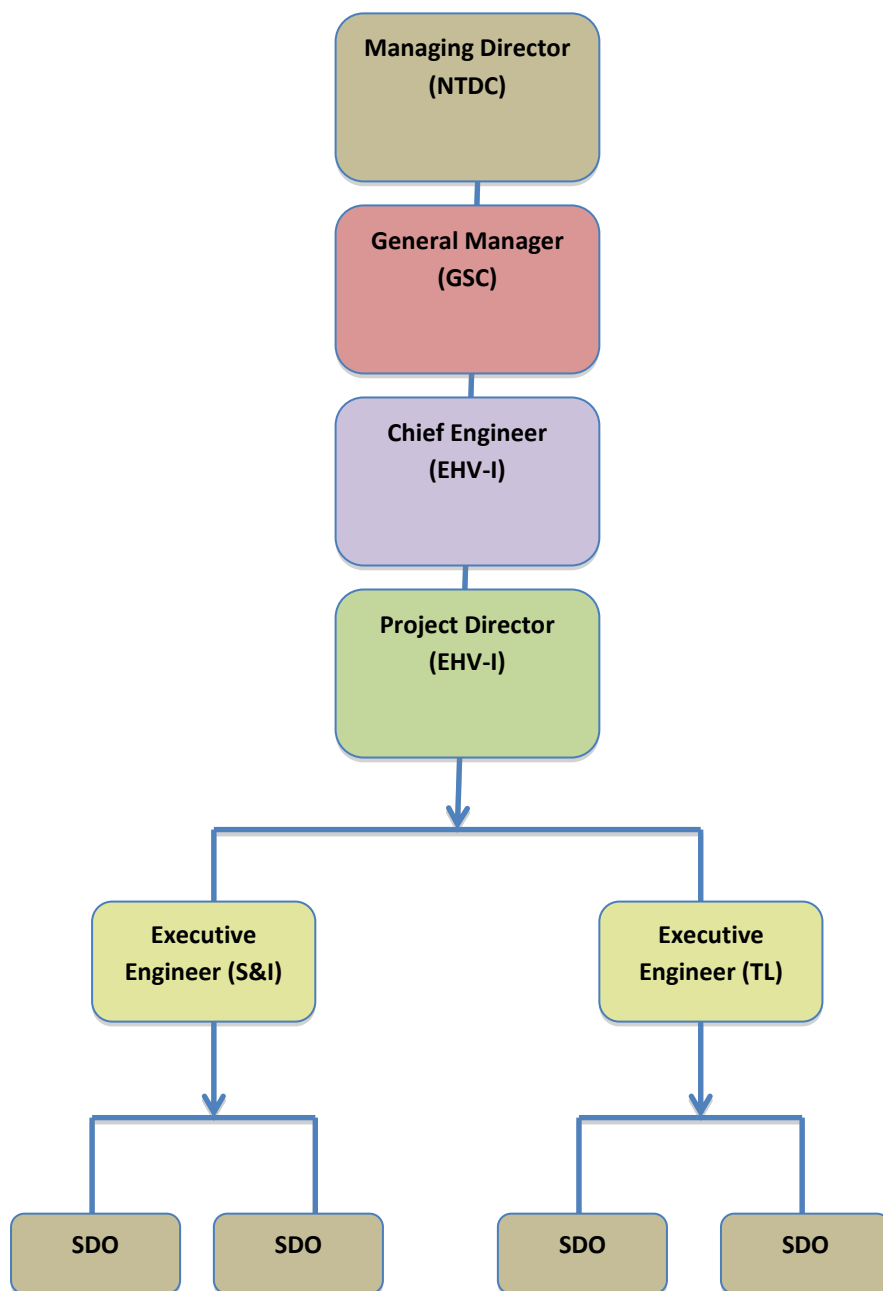 Managing Director
(NTDC)
General Manager
(GSC)
Chief Engineer
(EHV-I)
Project Director
(EHV-I)
Executive
Engineer (S&I)
Executive
Engineer (TL)
SDO
SDO
SDO
SDO